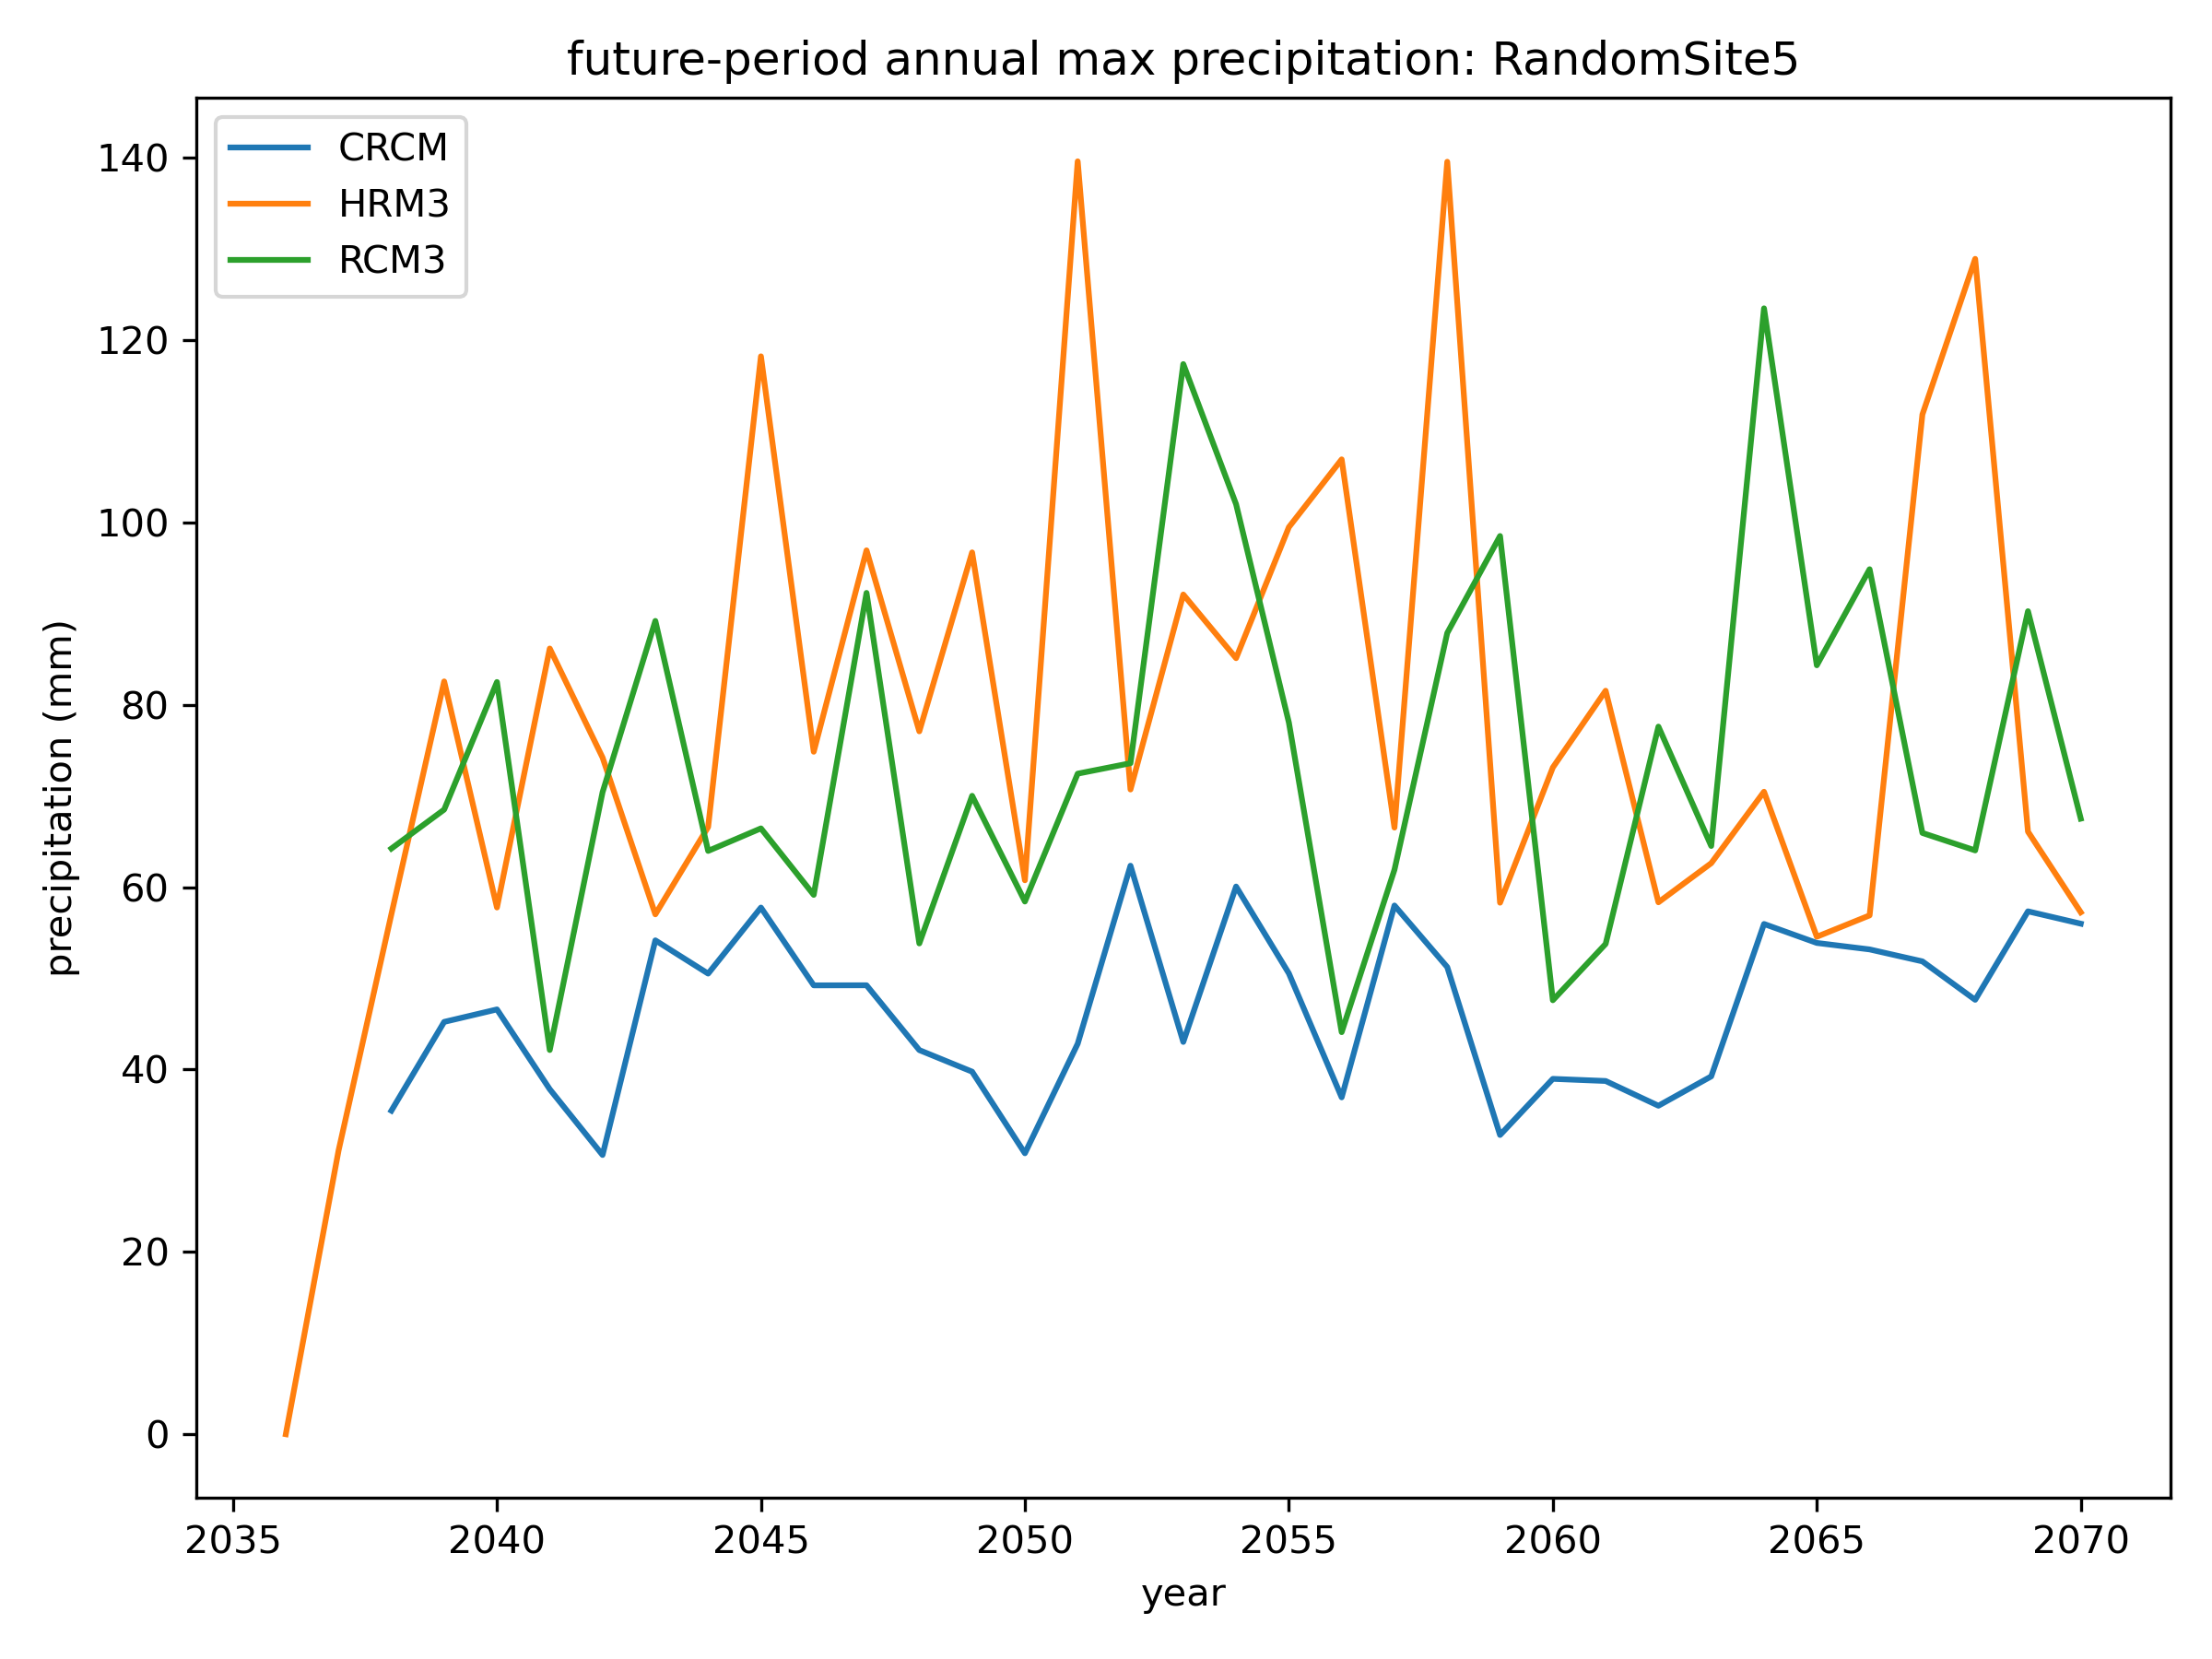 future-period annual max precipitation: RandomSite5
CRCM
HRM3
RCM3
140
120
100
80
60
40
20
0
precipitation (mm)
2035 2040 2045 2050 2055 2060 2065 2070
year